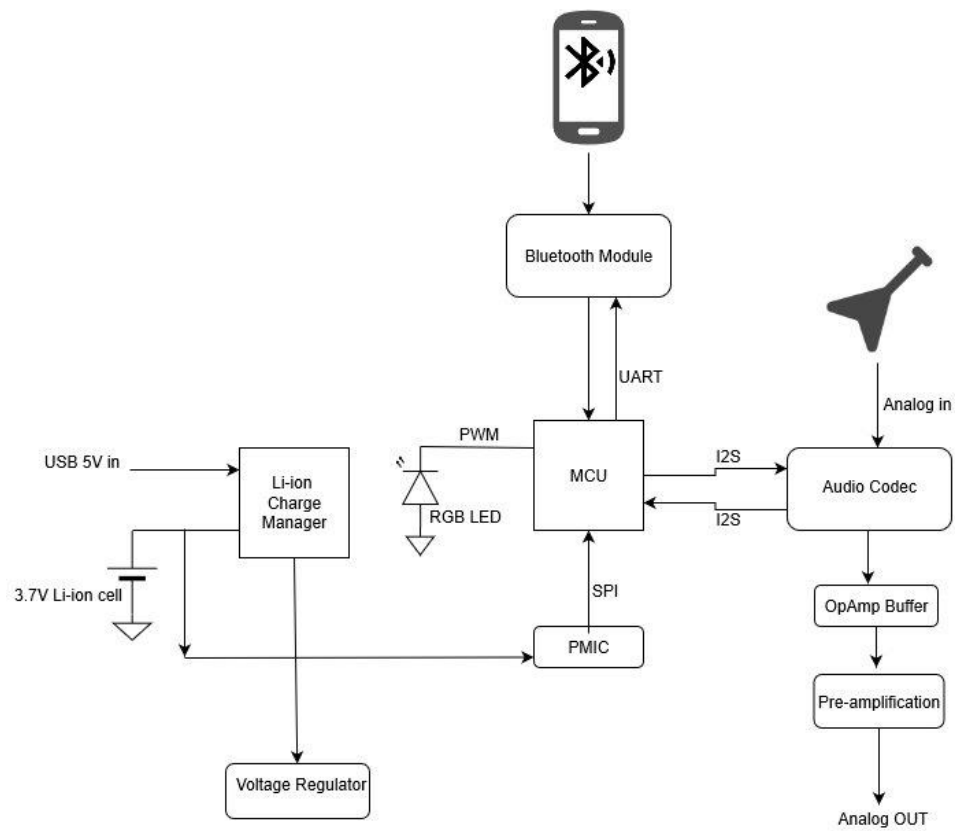 Bluetooth Module
UART
Analog in
PWM
USB 5V in
Li-ion
Charge
Manager
MCU
I2S
Audio Codec
RGB LED
I2S
3.7V Li-ion cell
SPI
OpAmp Buffer
PMIC
Pre-amplification
Voltage Regulator
Analog OUT